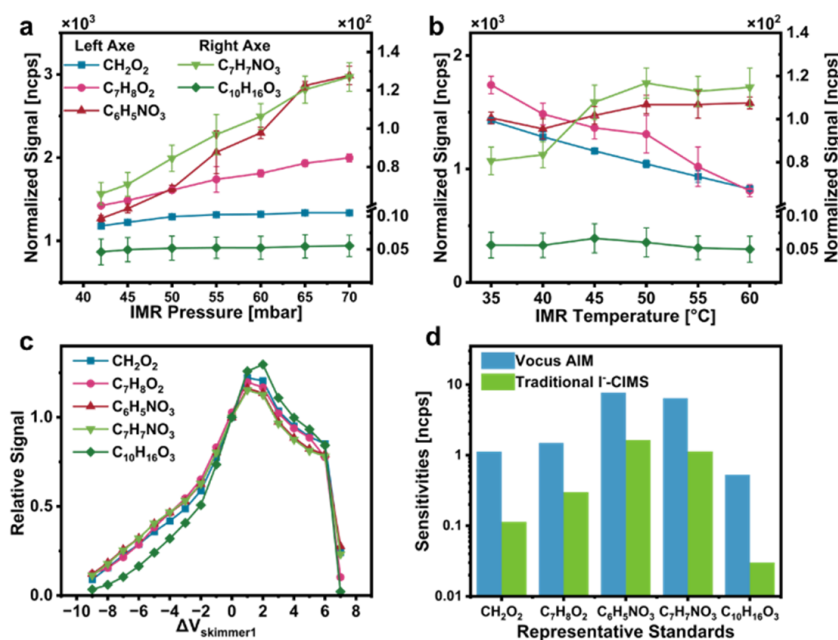 a
×10³
×10²
Left Axe Right Axe
CH₂O₂ C₇H₇NO₃
C₇H₈O₂ C₁₀H₁₆O₃
C₆H₅NO₃
Normalized Signal [ncps]
3
2
1
1.4
1.2
1.0
0.8
0.10
0.05
Normalized Signal [ncps]
40 45 50 55 60 65 70
IMR Pressure [mbar]
b
×10³
×10²
Normalized Signal [ncps]
2
1
0
1.4
1.2
1.0
0.8
0.10
0.05
Normalized Signal [ncps]
35 40 45 50 55 60
IMR Temperature [°C]
c
CH₂O₂
C₇H₈O₂
C₆H₅NO₃
C₇H₇NO₃
C₁₀H₁₆O₃
Relative Signal
1.0
0.5
0.0
−10 −8 −6 −4 −2 0 2 4 6 8
ΔVskimmer1
d
Vocus AIM
Traditional I⁻-CIMS
Sensitivities [ncps]
10
1
0.1
0.01
CH₂O₂ C₇H₈O₂ C₆H₅NO₃ C₇H₇NO₃ C₁₀H₁₆O₃
Representative Standards